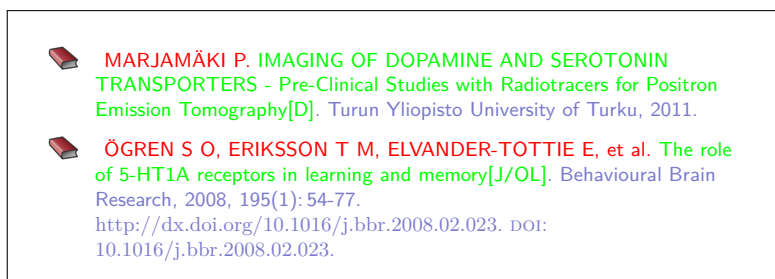 MARJAMÄKI P. IMAGING OF DOPAMINE AND SEROTONIN
TRANSPORTERS - Pre-Clinical Studies with Radiotracers for Positron
Emission Tomography[D]. Turun Yliopisto University of Turku, 2011.
ÖGREN S O, ERIKSSON T M, ELVANDER-TOTTIE E, et al. The role
of 5-HT1A receptors in learning and memory[J/OL]. Behavioural Brain
Research, 2008, 195(1): 54-77.
http://dx.doi.org/10.1016/j.bbr.2008.02.023. DOI:
10.1016/j.bbr.2008.02.023.